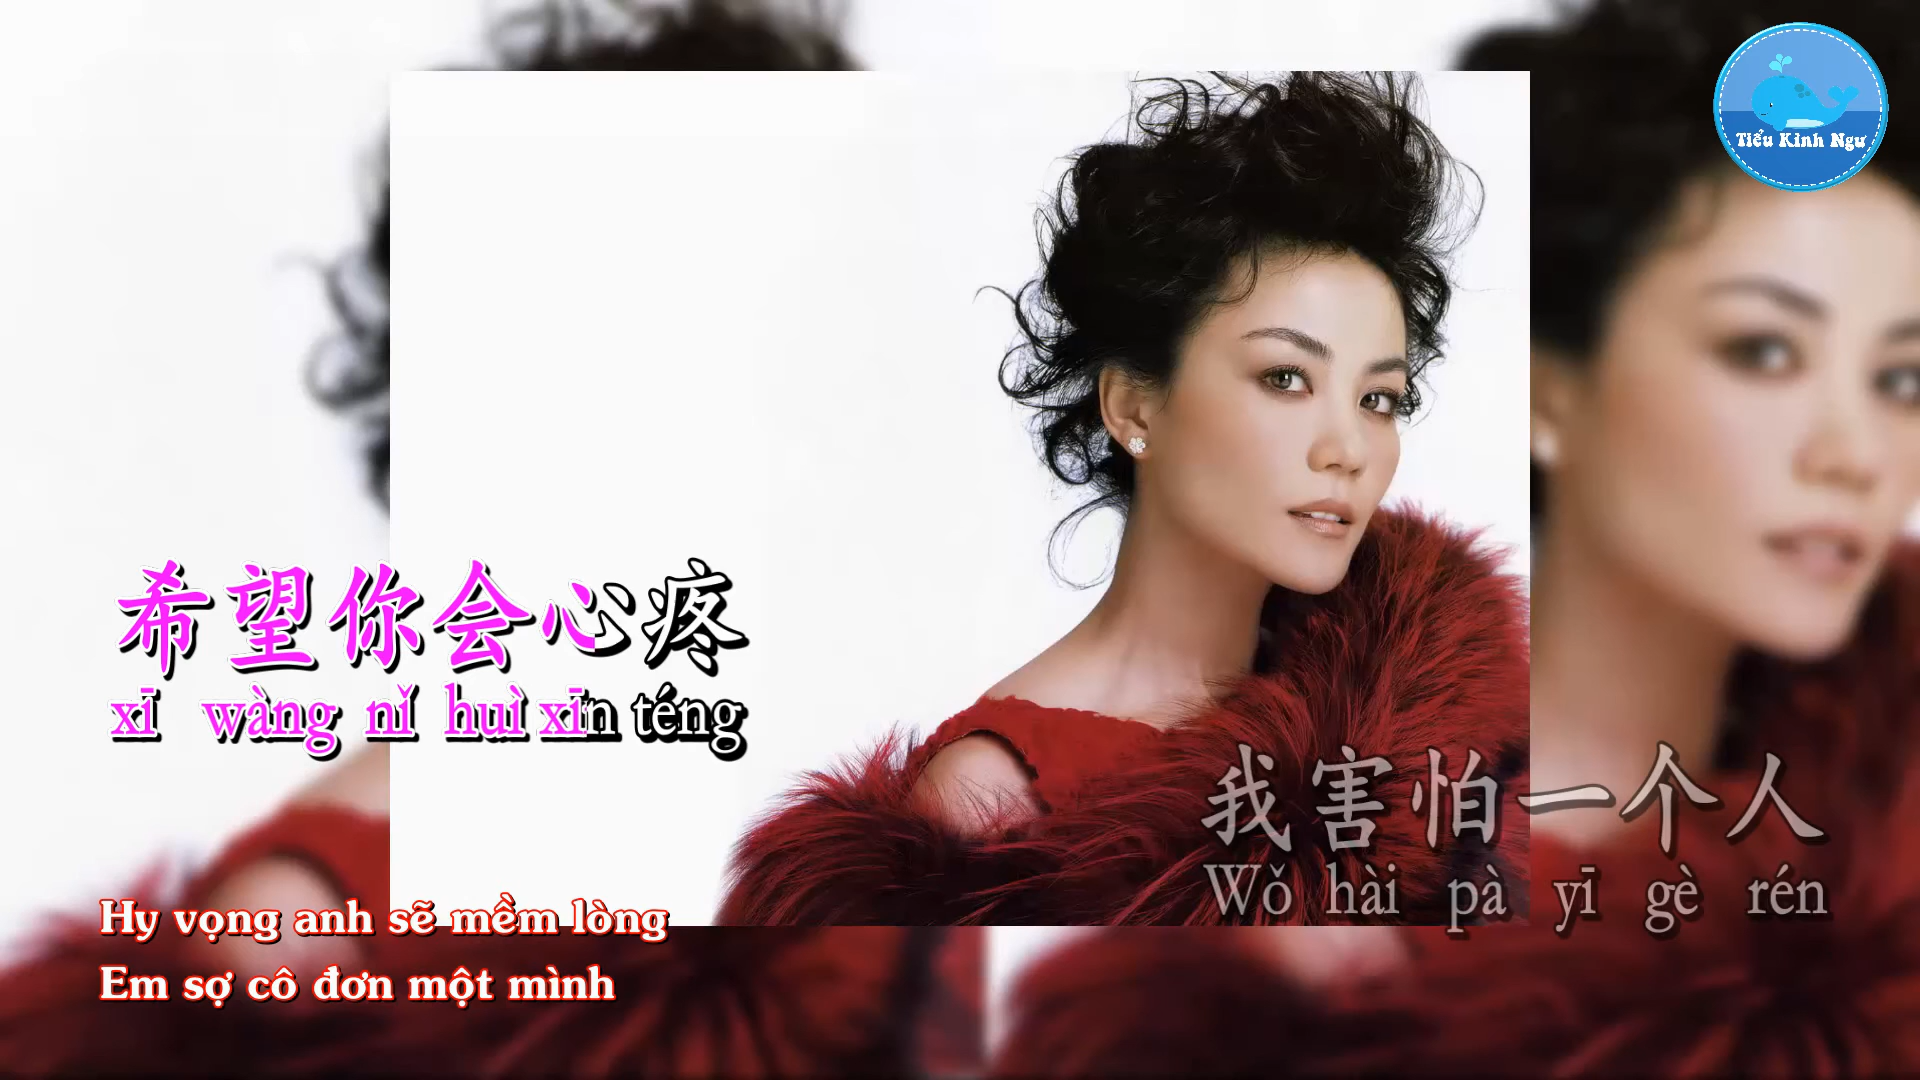 Tiểu Kình Ngư
希望你会心疼
xī wàng nǐ huì xīn téng
我害怕一个人
Wǒ hài pà yī gè rén
Hy vọng anh sẽ mềm lòng
Em sợ cô đơn một mình